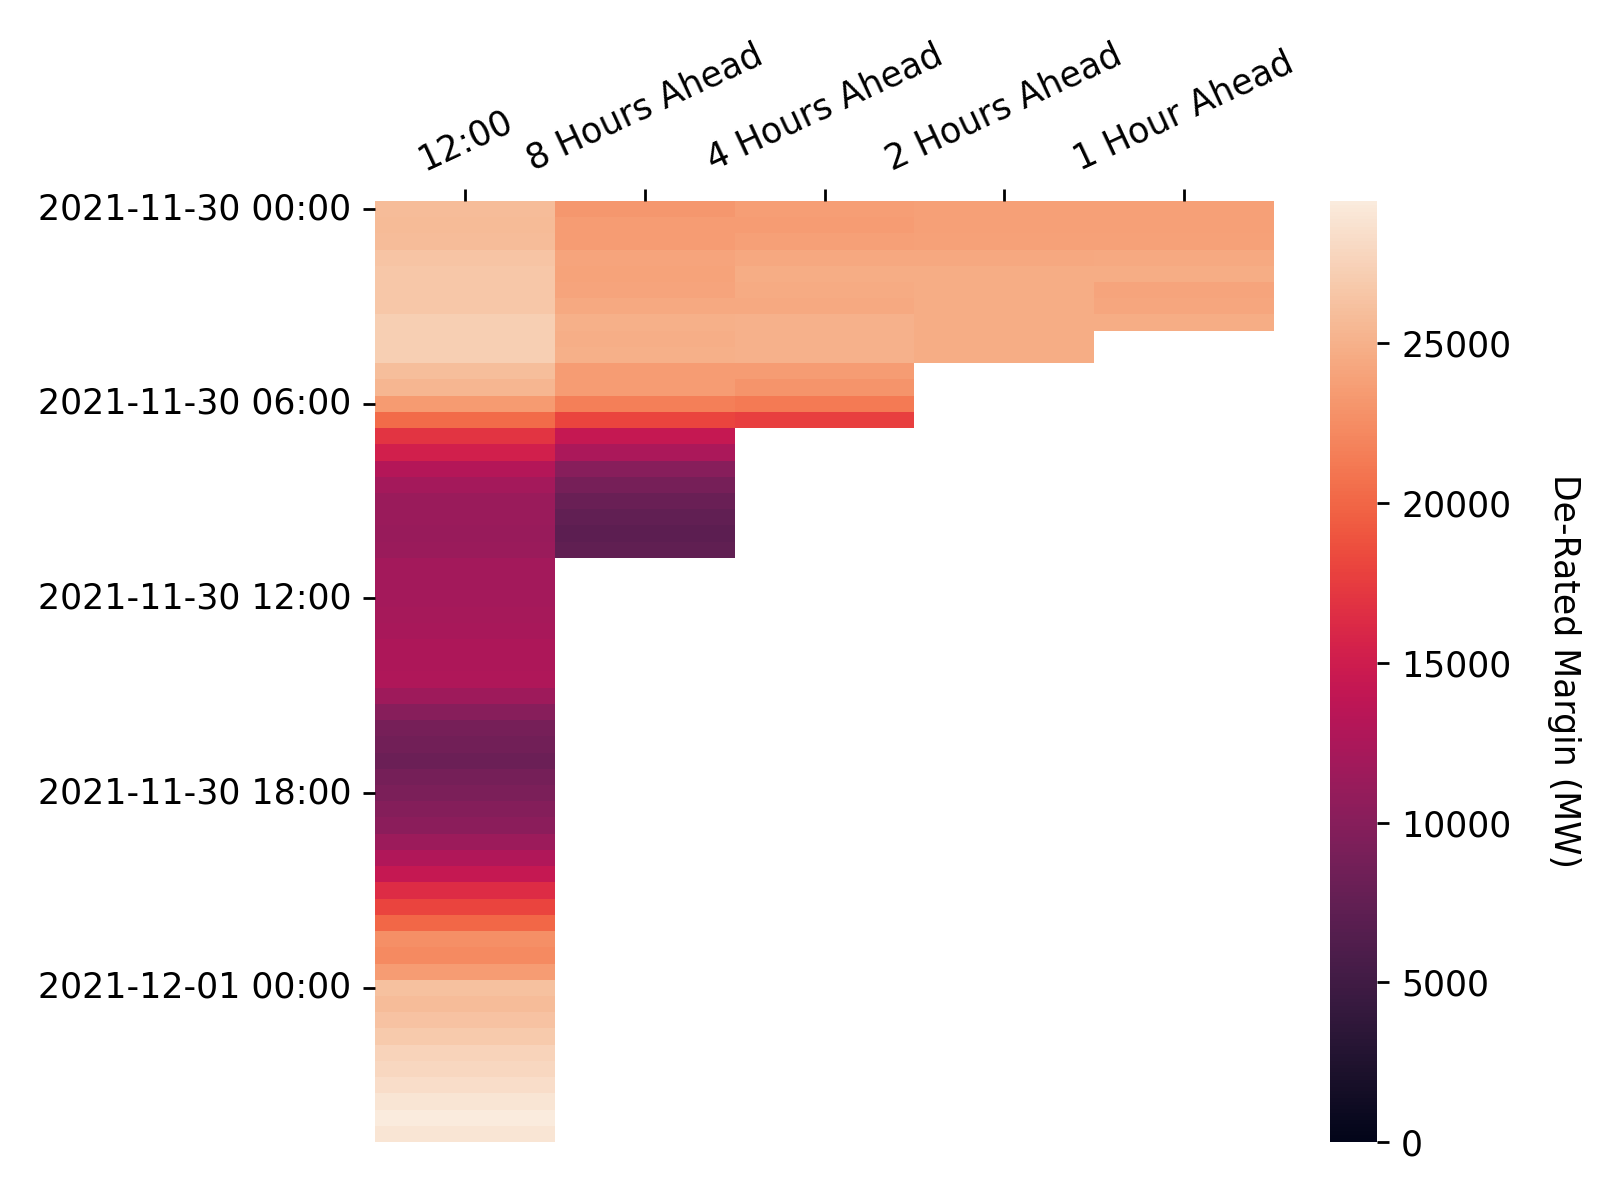 12:00
8 Hours Ahead
4 Hours Ahead
2 Hours Ahead
1 Hour Ahead
2021-11-30 00:00
2021-11-30 06:00
2021-11-30 12:00
2021-11-30 18:00
2021-12-01 00:00
25000
20000
15000
10000
5000
0
De-Rated Margin (MW)